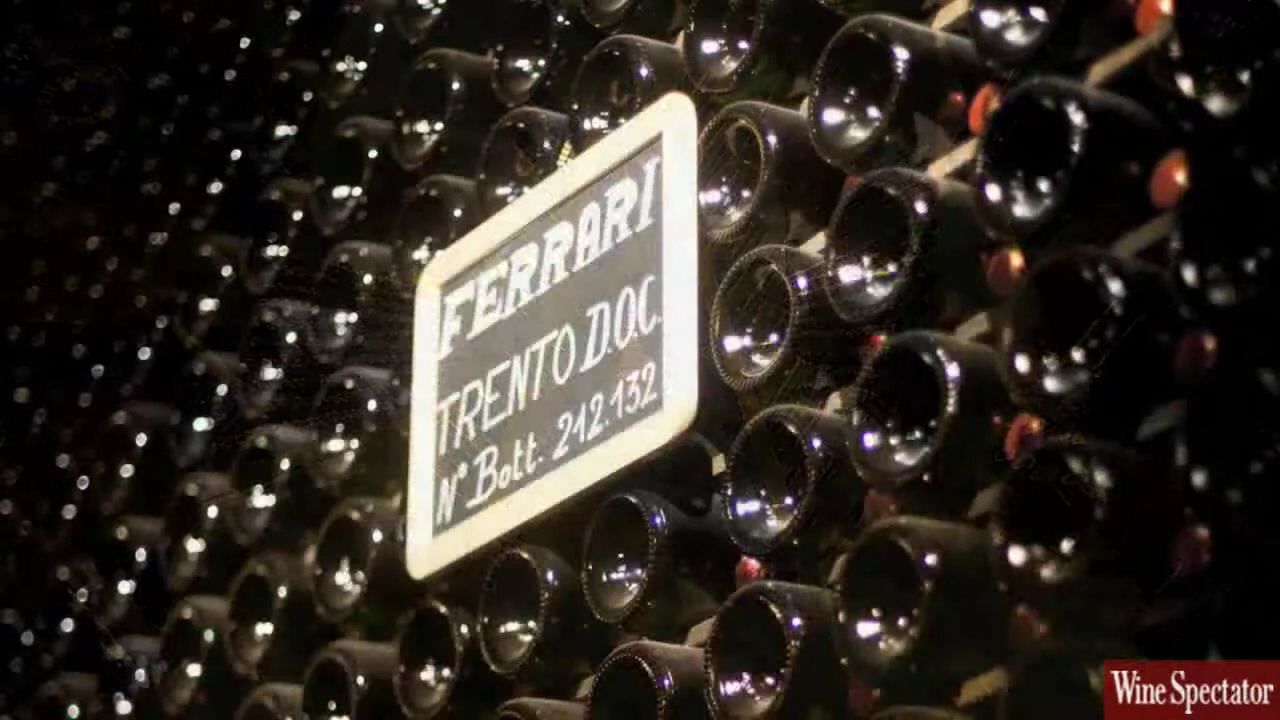 FERRARI
TRENTO D.O.C.
N° Bott. 212.132
Wine Spectator